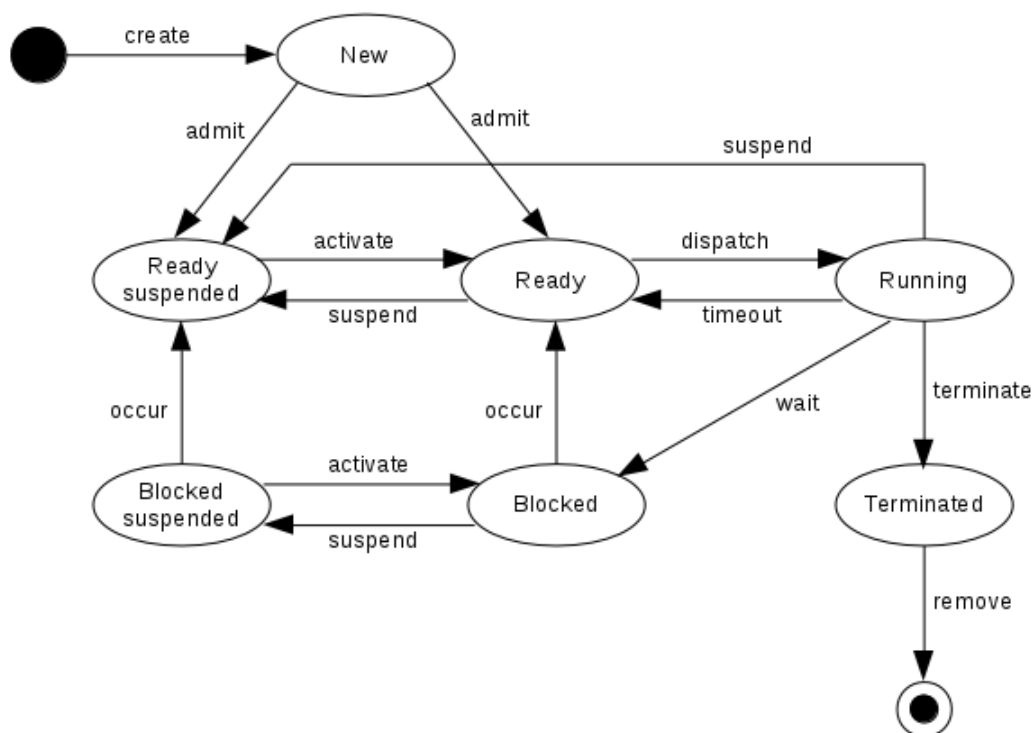 create
New
admit
admit
suspend
activate
dispatch
Ready
suspended
Ready
Running
suspend
timeout
occur
occur
wait
terminate
activate
Blocked
suspended
Blocked
Terminated
suspend
remove